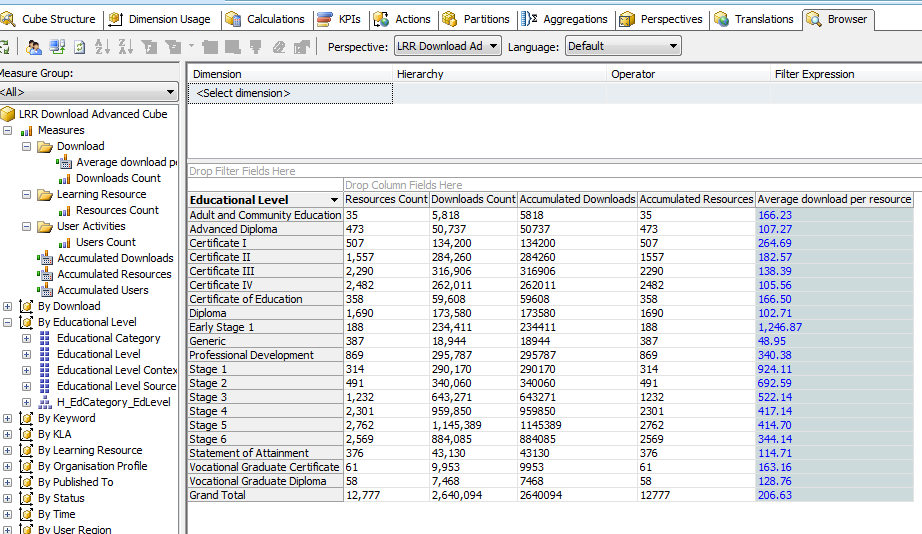 Cube Structure Dimension Usage Calculations KPIs Actions Partitions Aggregations Perspectives Translations Browser
Perspective: LRR Download Ad Language: Default
Measure Group:
<All>
LRR Download Advanced Cube
Measures
Download
Average download pe
Downloads Count
Learning Resource
Resources Count
User Activities
Users Count
Accumulated Downloads
Accumulated Resources
Accumulated Users
By Download
By Educational Level
Educational Category
Educational Level
Educational Level Contex
Educational Level Source
H_EdCategory_EdLevel
By Keyword
By KLA
By Learning Resource
By Organisation Profile
By Published To
By Status
By Time
By User Region
Dimension Hierarchy Operator Filter Expression
<Select dimension>
Drop Filter Fields Here
Drop Column Fields Here
Educational Level Resources Count Downloads Count Accumulated Downloads Accumulated Resources Average download per resource
Adult and Community Education 35 5,818 5818 35 166.23
Advanced Diploma 473 50,737 50737 473 107.27
Certificate I 507 134,200 134200 507 264.69
Certificate II 1,557 284,260 284260 1557 182.57
Certificate III 2,290 316,906 316906 2290 138.39
Certificate IV 2,482 262,011 262011 2482 105.56
Certificate of Education 358 59,608 59608 358 166.50
Diploma 1,690 173,580 173580 1690 102.71
Early Stage 1 188 234,411 234411 188 1,246.87
Generic 387 18,944 18944 387 48.95
Professional Development 869 295,787 295787 869 340.38
Stage 1 314 290,170 290170 314 924.11
Stage 2 491 340,060 340060 491 692.59
Stage 3 1,232 643,271 643271 1232 522.14
Stage 4 2,301 959,850 959850 2301 417.14
Stage 5 2,762 1,145,389 1145389 2762 414.70
Stage 6 2,569 884,085 884085 2569 344.14
Statement of Attainment 376 43,130 43130 376 114.71
Vocational Graduate Certificate 61 9,953 9953 61 163.16
Vocational Graduate Diploma 58 7,468 7468 58 128.76
Grand Total 12,777 2,640,094 2640094 12777 206.63